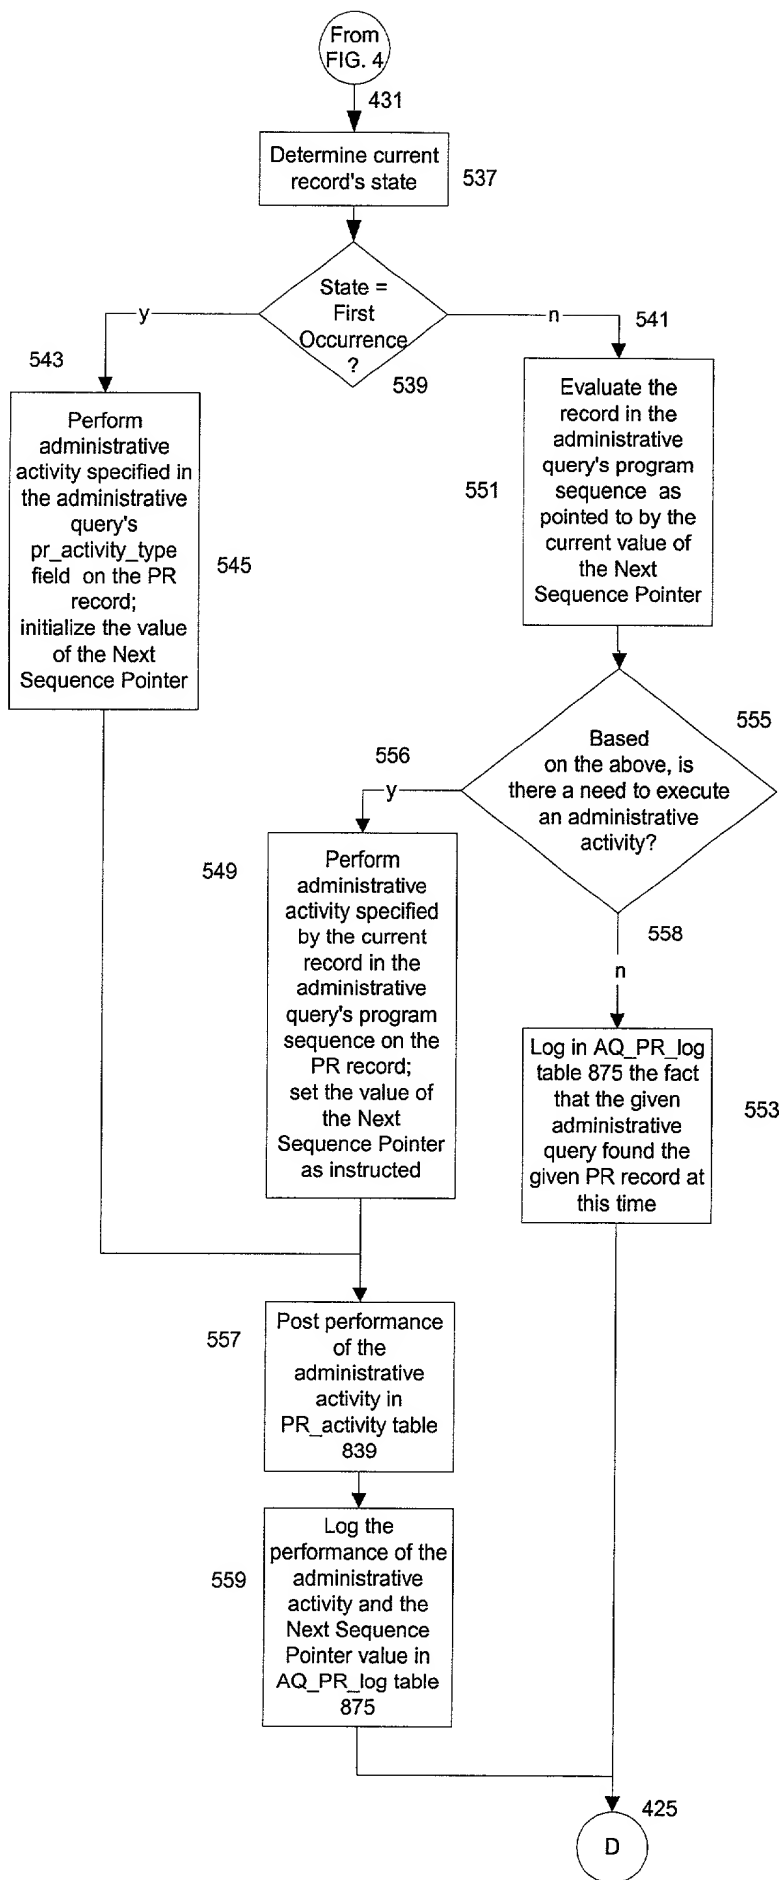 From
FIG. 4
431
Determine current
record's state
537
State =
First
Occurrence
?
539
y
n
541
543
Perform
administrative
activity specified in
the administrative
query's
pr_activity_type
field on the PR
record;
initialize the value
of the Next
Sequence Pointer
545
Evaluate the
record in the
administrative
query's program
sequence as
pointed to by the
current value of
the Next
Sequence Pointer
551
Based
on the above, is
there a need to execute
an administrative
activity?
555
556
y
558
n
549
Perform
administrative
activity specified
by the current
record in the
administrative
query's program
sequence on the
PR record;
set the value of
the Next
Sequence Pointer
as instructed
Log in AQ_PR_log
table 875 the fact
that the given
administrative
query found the
given PR record at
this time
553
557
Post performance
of the
administrative
activity in
PR_activity table
839
559
Log the
performance of the
administrative
activity and the
Next Sequence
Pointer value in
AQ_PR_log table
875
425
D